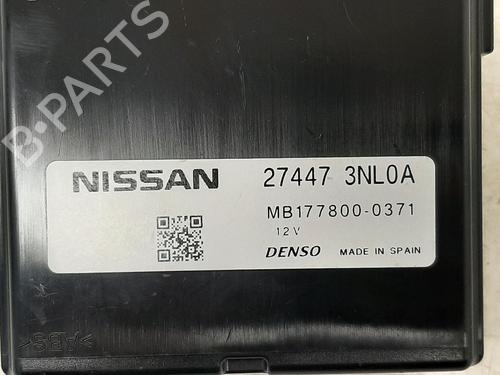 B-PARTS
NISSAN 27447 3NL0A
MB177800-0371
12V
DENSO MADE IN SPAIN
>ABS<